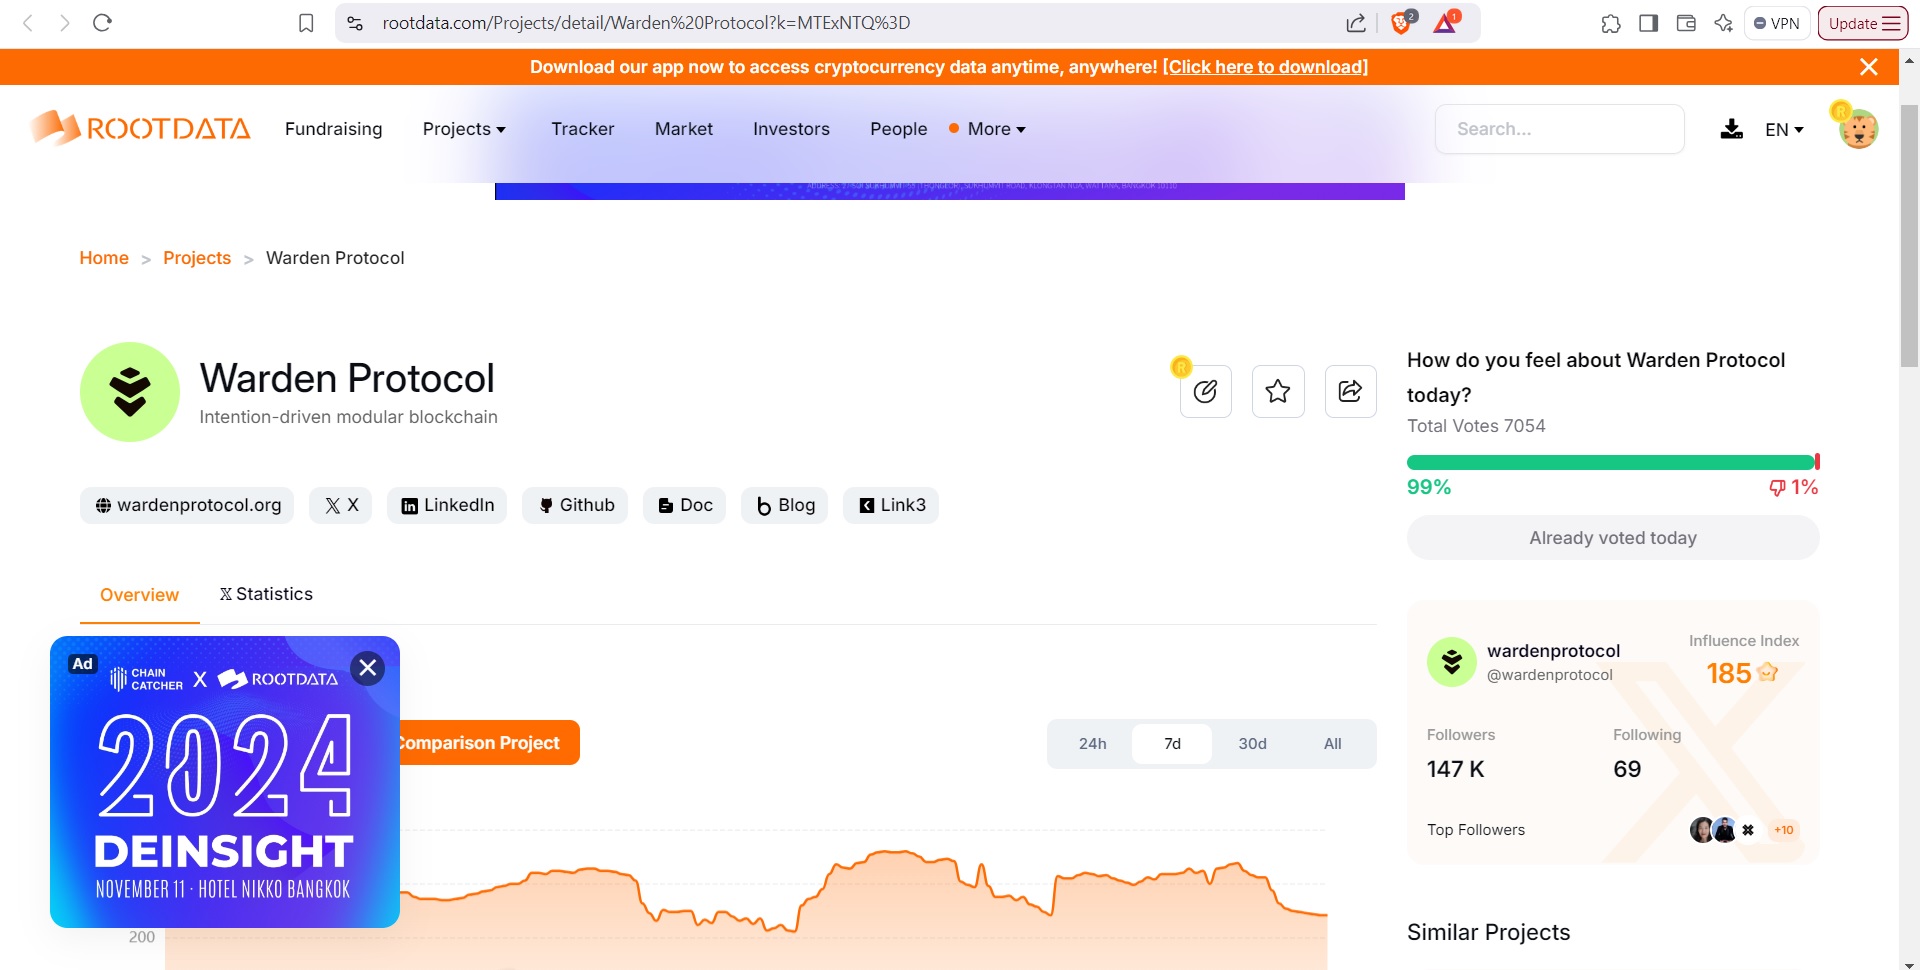 rootdata.com/Projects/detail/Warden%20Protocol?k=MTExNTQ%3D
2
1
VPN
Update
Download our app now to access cryptocurrency data anytime, anywhere! [Click here to download]
ROOTDATA
Fundraising
Projects
Tracker
Market
Investors
People
More
Search...
EN
R
Home > Projects > Warden Protocol
Warden Protocol
Intention-driven modular blockchain
R
wardenprotocol.org
X
LinkedIn
Github
Doc
Blog
Link3
Overview
X Statistics
Ad
CHAIN
CATCHER
X
ROOTDATA
2024
DEINSIGHT
NOVEMBER 11 · HOTEL NIKKO BANGKOK
Comparison Project
24h
7d
30d
All
200
How do you feel about Warden Protocol
today?
Total Votes 7054
99%
1%
Already voted today
wardenprotocol
@wardenprotocol
Influence Index
185
Followers
Following
147 K
69
Top Followers
+10
Similar Projects